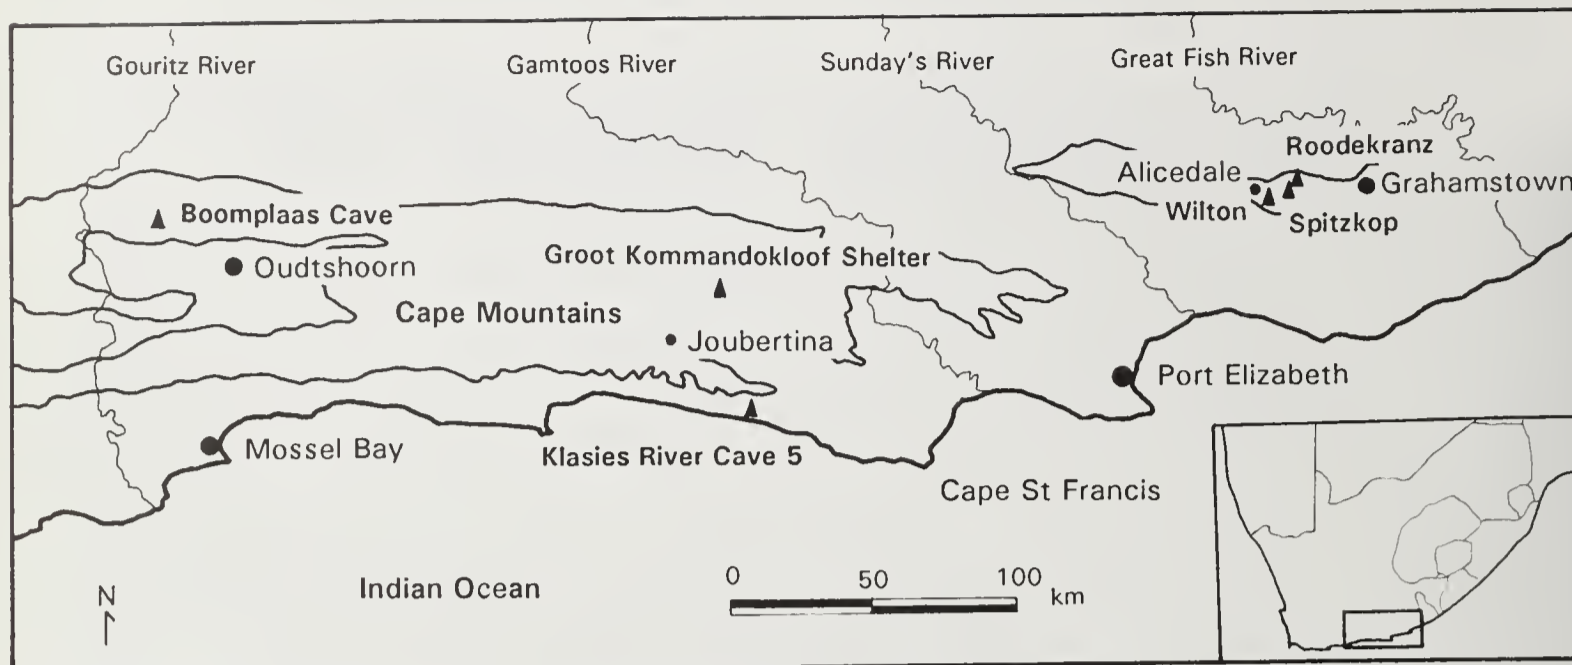 Gouritz River
Gamtoos River
Sunday's River
Great Fish River
Roodekranz
Alicedale
Grahamstown
Wilton
Spitzkop
Boomplaas Cave
Oudtshoorn
Groot Kommandokloof Shelter
Cape Mountains
Joubertina
Port Elizabeth
Mossel Bay
Klasies River Cave 5
Cape St Francis
Indian Ocean
0 50 100
km
N